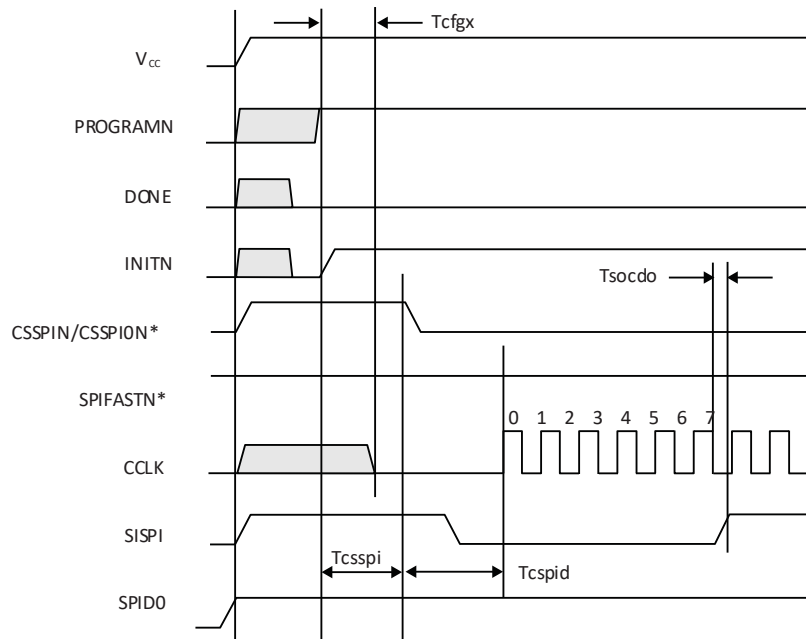 Tcfgx
Vcc
PROGRAMN
DONE
INITN
Tsocdo
CSSPIN/CSSPI0N*
SPIFASTN*
0 1 2 3 4 5 6 7
CCLK
SISPI
Tcsspi
Tcspid
SPID0